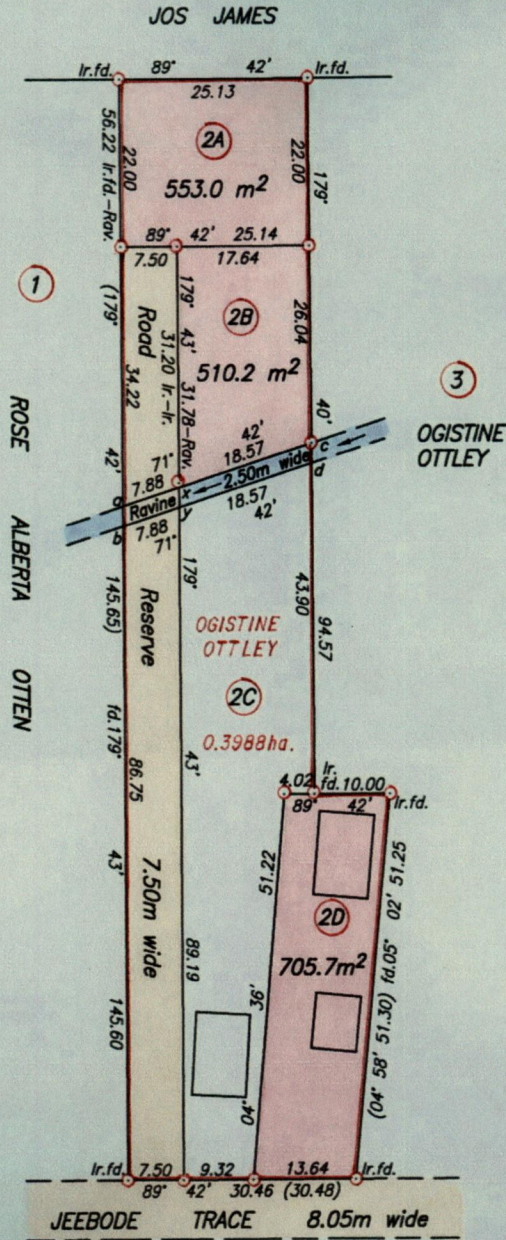 JOS JAMES
Ir.fd. 89° 42' Ir.fd.
25.13
56.22 Ir.fd.-Rav.
22.00
2A
553.0 m²
22.00
179°
89° 42' 25.14
7.50 17.64
1
(179°
34.22
42'
Road
179° 43'
31.20 Ir.-Ir.
31.78-Rav.
2B
510.2 m²
26.04
40'
3
OGISTINE
OTTLEY
ROSE ALBERTA OTTEN
71° 42'
7.88 18.57
a x c
Ravine 2.50m wide
b y d
7.88 18.57
71° 42'
145.65)
Reserve
179°
OGISTINE
OTTLEY
2C
0.3988ha.
43.90
94.57
fd.179°
86.75
43'
43'
Ir.
4.02 fd. 10.00
89° 42' Ir.fd.
51.22
2D
705.7m²
02' 51.25
fd.05°
(04° 58' 51.30)
7.50m wide
89.19
36'
04°
145.60
Ir.fd. 7.50 9.32 13.64 Ir.fd.
89° 42' 30.46 (30.48)
JEEBODE TRACE 8.05m wide